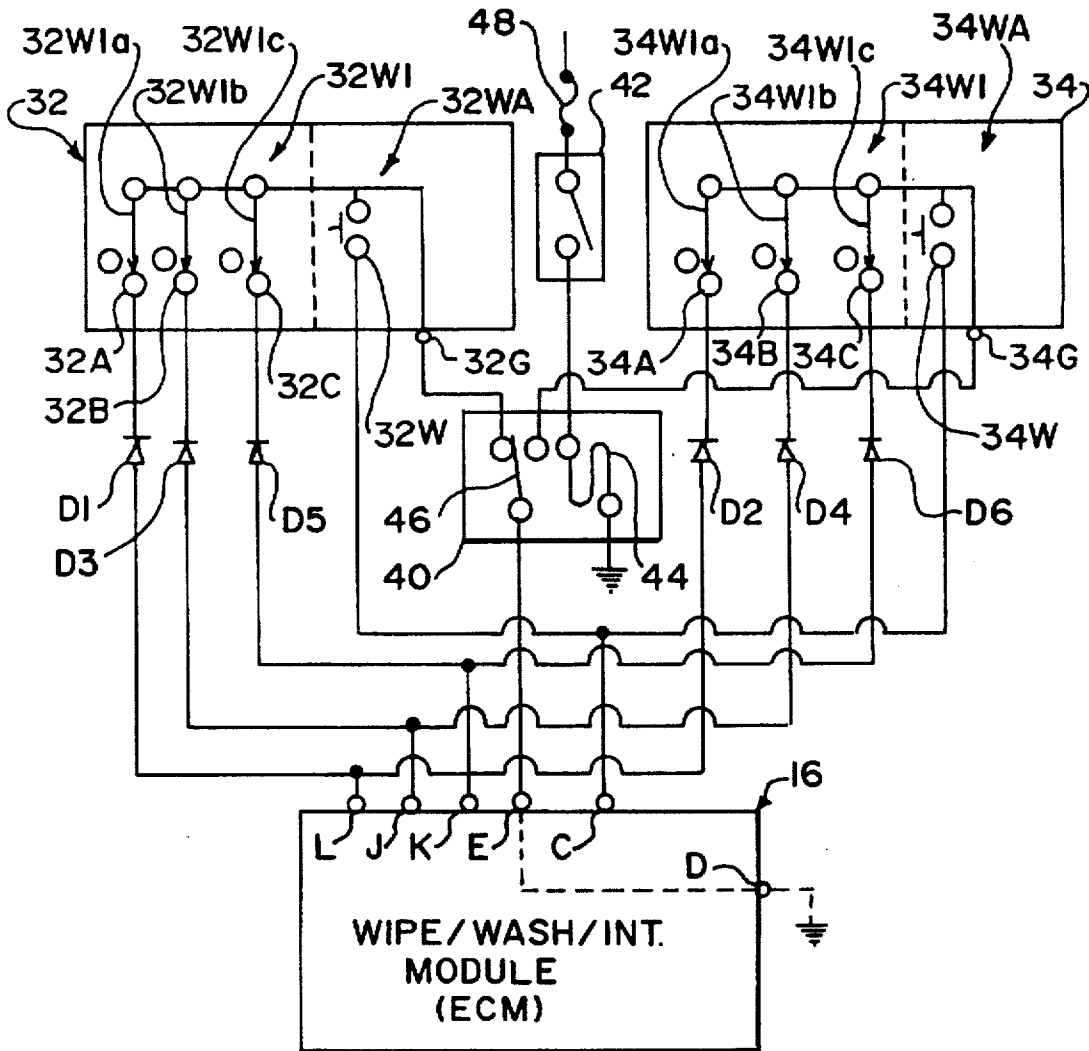 32W1a
32W1c
48
34W1a
34W1c
34WA
32
32W1b
32W1
32WA
42
34W1b
34W1
34
32A
32B
32C
32G
32W
34A
34B
34C
34G
34W
D1
D3
D5
46
40
44
D2
D4
D6
16
L
J
K
E
C
D
WIPE/WASH/INT.
MODULE
(ECM)